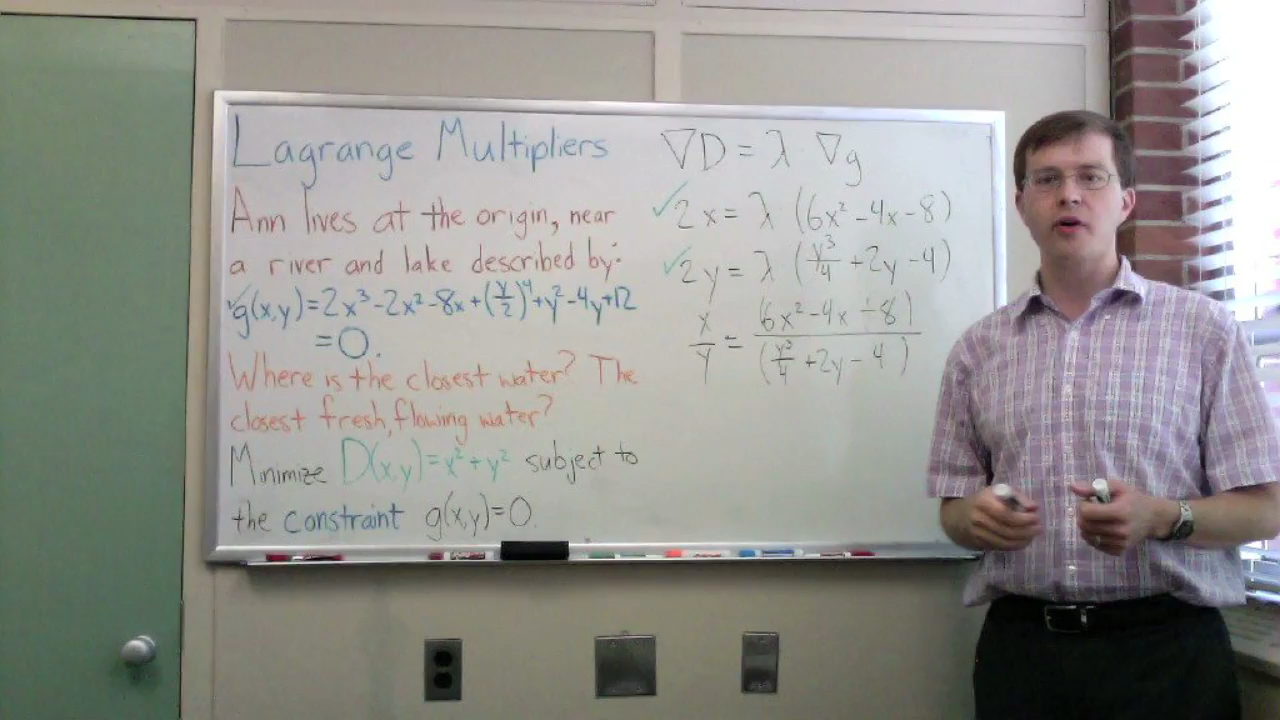 Lagrange Multipliers
Ann lives at the origin, near
a river and lake described by:
g(x,y)=2x³-2x²-8x+(y/2)⁴+y²-4y+12
=0.
Where is the closest water? The
closest fresh, flowing water?
Minimize D(x,y)=x²+y² subject to
the constraint g(x,y)=0.
∇D = λ ∇g
✓2x = λ (6x²-4x-8)
✓2y = λ (y³/4+2y-4)
x/y = (6x²-4x-8)/(y³/4+2y-4)